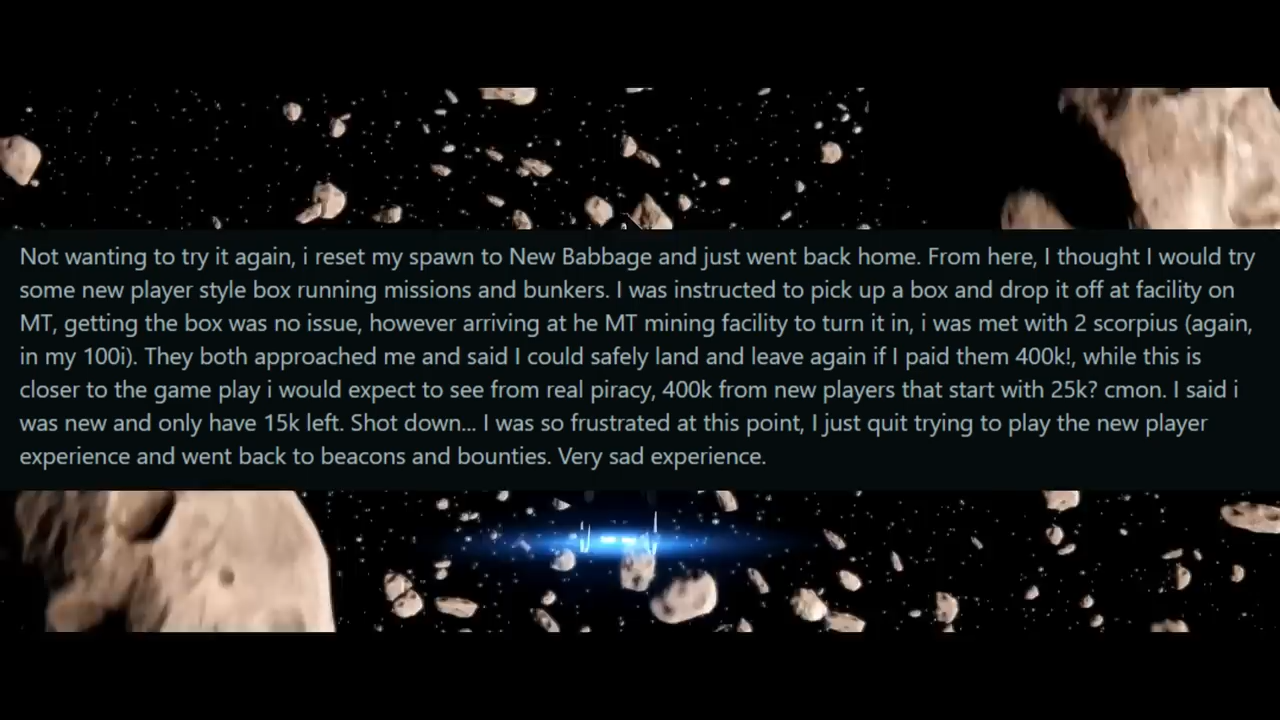 Not wanting to try it again, i reset my spawn to New Babbage and just went back home. From here, I thought I would try
some new player style box running missions and bunkers. I was instructed to pick up a box and drop it off at facility on
MT, getting the box was no issue, however arriving at he MT mining facility to turn it in, i was met with 2 scorpius (again,
in my 100i). They both approached me and said I could safely land and leave again if I paid them 400k!, while this is
closer to the game play i would expect to see from real piracy, 400k from new players that start with 25k? cmon. I said i
was new and only have 15k left. Shot down... I was so frustrated at this point, I just quit trying to play the new player
experience and went back to beacons and bounties. Very sad experience.